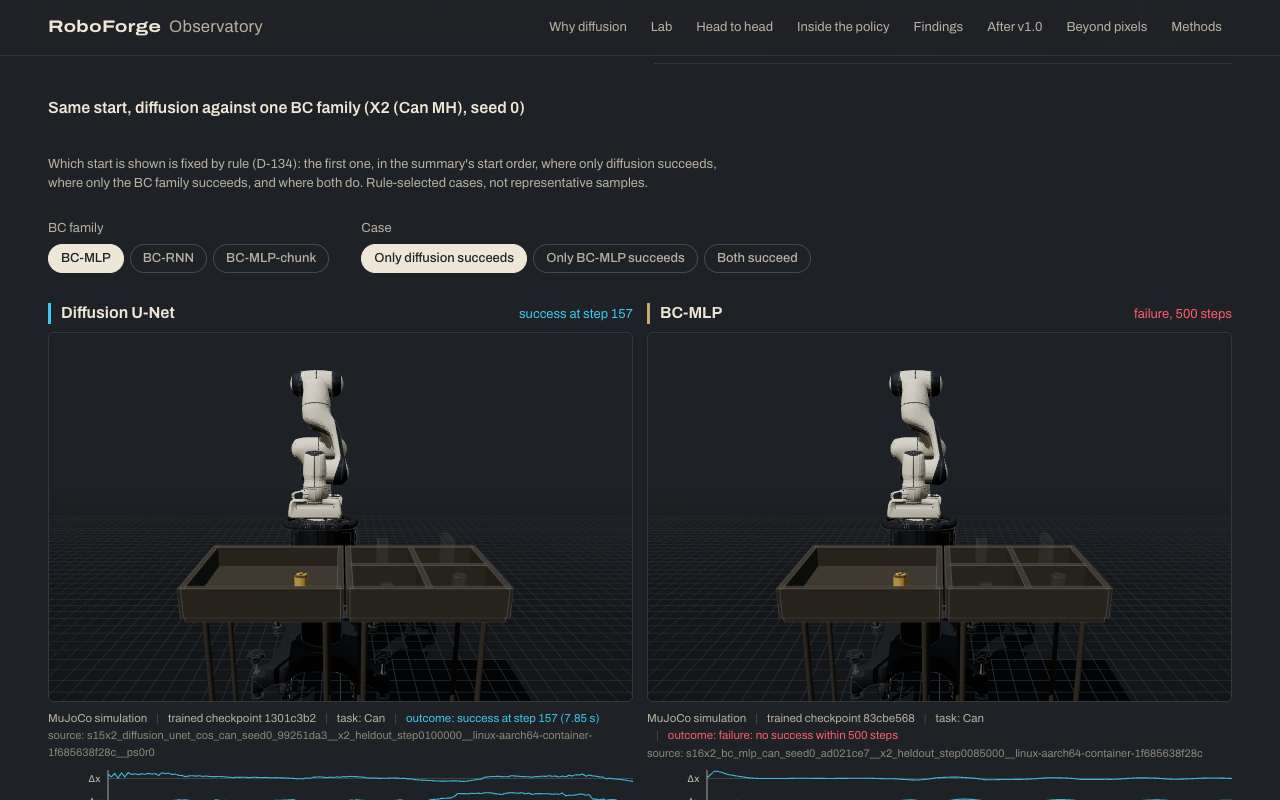 RoboForge Observatory
Why diffusion Lab Head to head Inside the policy Findings After v1.0 Beyond pixels Methods
Same start, diffusion against one BC family (X2 (Can MH), seed 0)
Which start is shown is fixed by rule (D-134): the first one, in the summary's start order, where only diffusion succeeds,
where only the BC family succeeds, and where both do. Rule-selected cases, not representative samples.
BC family Case
BC-MLP BC-RNN BC-MLP-chunk Only diffusion succeeds Only BC-MLP succeeds Both succeed
Diffusion U-Net success at step 157
BC-MLP failure, 500 steps
MuJoCo simulation | trained checkpoint 1301c3b2 | task: Can | outcome: success at step 157 (7.85 s)
source: s15x2_diffusion_unet_cos_can_seed0_99251da3__x2_heldout_step0100000__linux-aarch64-container-
1f685638f28c__ps0r0
Δx
MuJoCo simulation | trained checkpoint 83cbe568 | task: Can
| outcome: failure: no success within 500 steps
source: s16x2_bc_mlp_can_seed0_ad021ce7__x2_heldout_step0085000__linux-aarch64-container-1f685638f28c
Δx